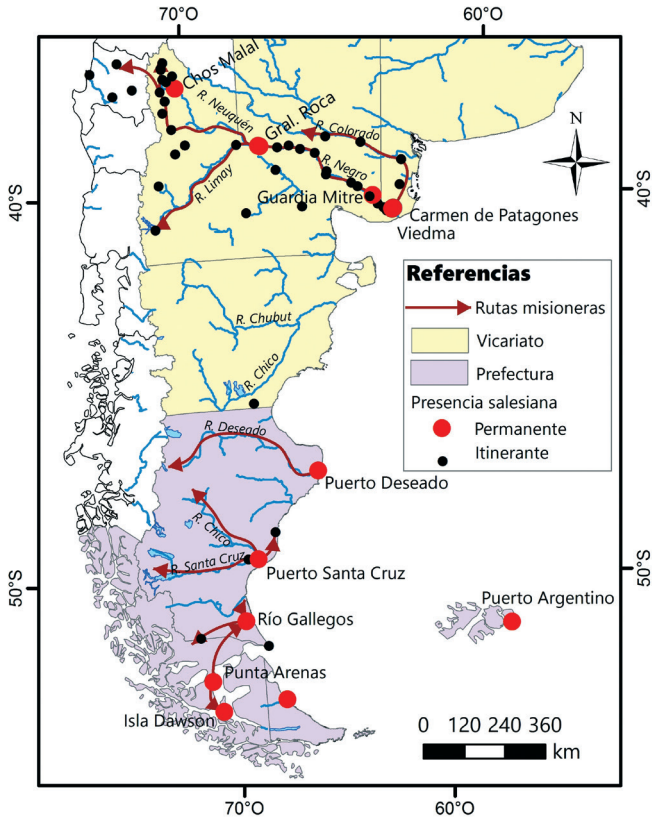 70°O
60°O
Chos Malal
R. Neuquén
Gral. Roca
R. Colorado
N
R. Negro
R. Limay
Guardia Mitre
40°S
40°S
Carmen de Patagones
Viedma
Referencias
Rutas misioneras
Vicariato
Prefectura
Presencia salesiana
Permanente
Itinerante
R. Chubut
R. Chico
R. Deseado
Puerto Deseado
R. Chico
R. Santa Cruz
Puerto Santa Cruz
50°S
50°S
Puerto Argentino
Río Gallegos
Punta Arenas
Isla Dawson
0 120 240 360
km
70°O
60°O